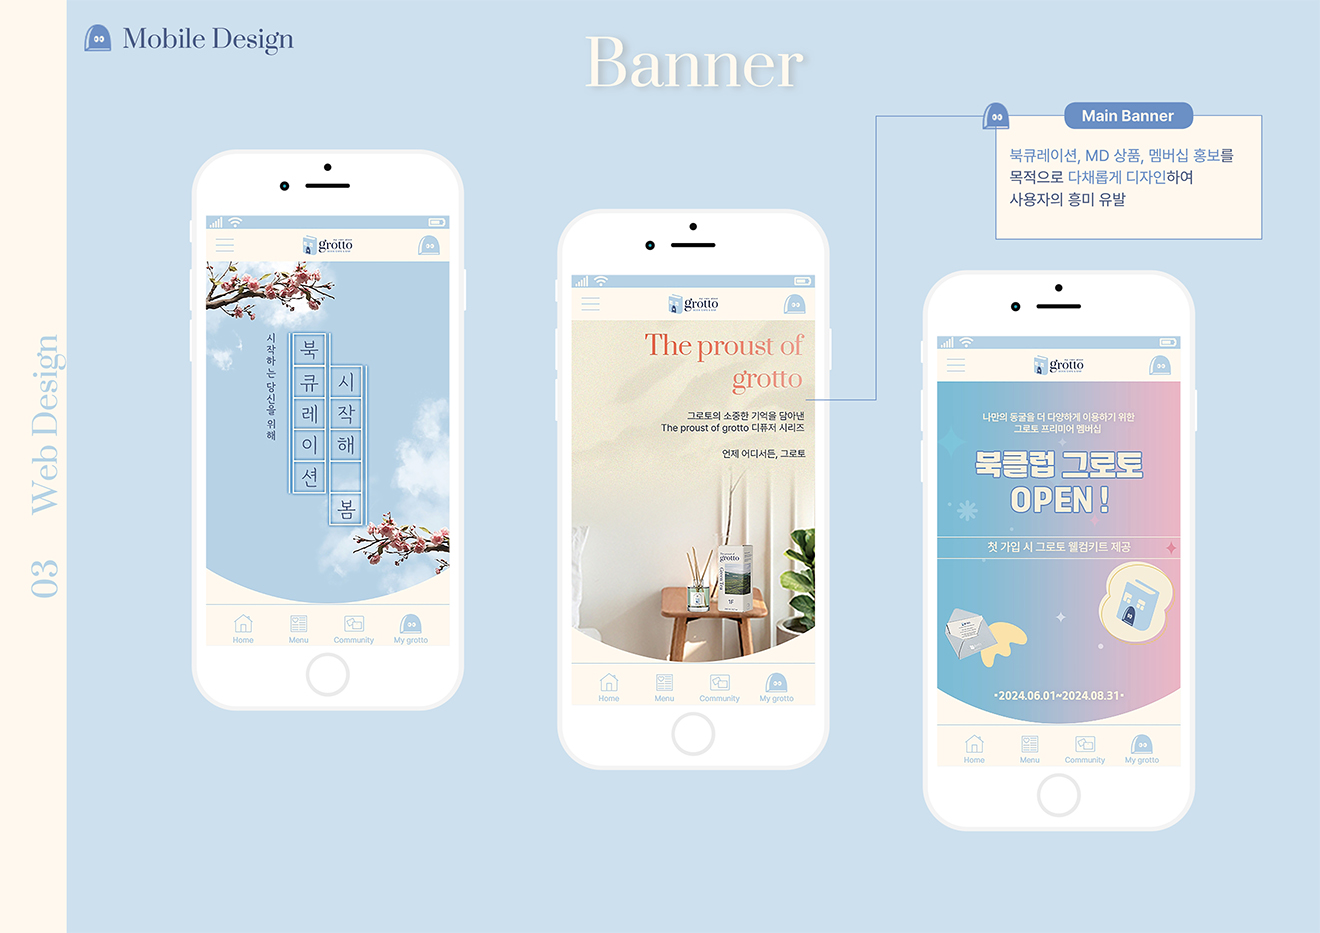 Mobile Design
Banner
03 Web Design
Main Banner
북큐레이션, MD 상품, 멤버십 홍보를
목적으로 다채롭게 디자인하여
사용자의 흥미 유발
grotto
시작하는 당신을 위해
북큐레이션
시작해 봄
Home
Menu
Community
My grotto
grotto
The proust of
grotto
그로토의 소중한 기억을 담아낸
The proust of grotto 디퓨저 시리즈
언제 어디서든, 그로토
The proust of
grotto
Green Tea
Home
Menu
Community
My grotto
grotto
나만의 동굴을 더 다양하게 이용하기 위한
그로토 프리미어 멤버십
북클럽 그로토
OPEN !
첫 가입 시 그로토 웰컴키트 제공
•2024.06.01~2024.08.31•
Home
Menu
Community
My grotto